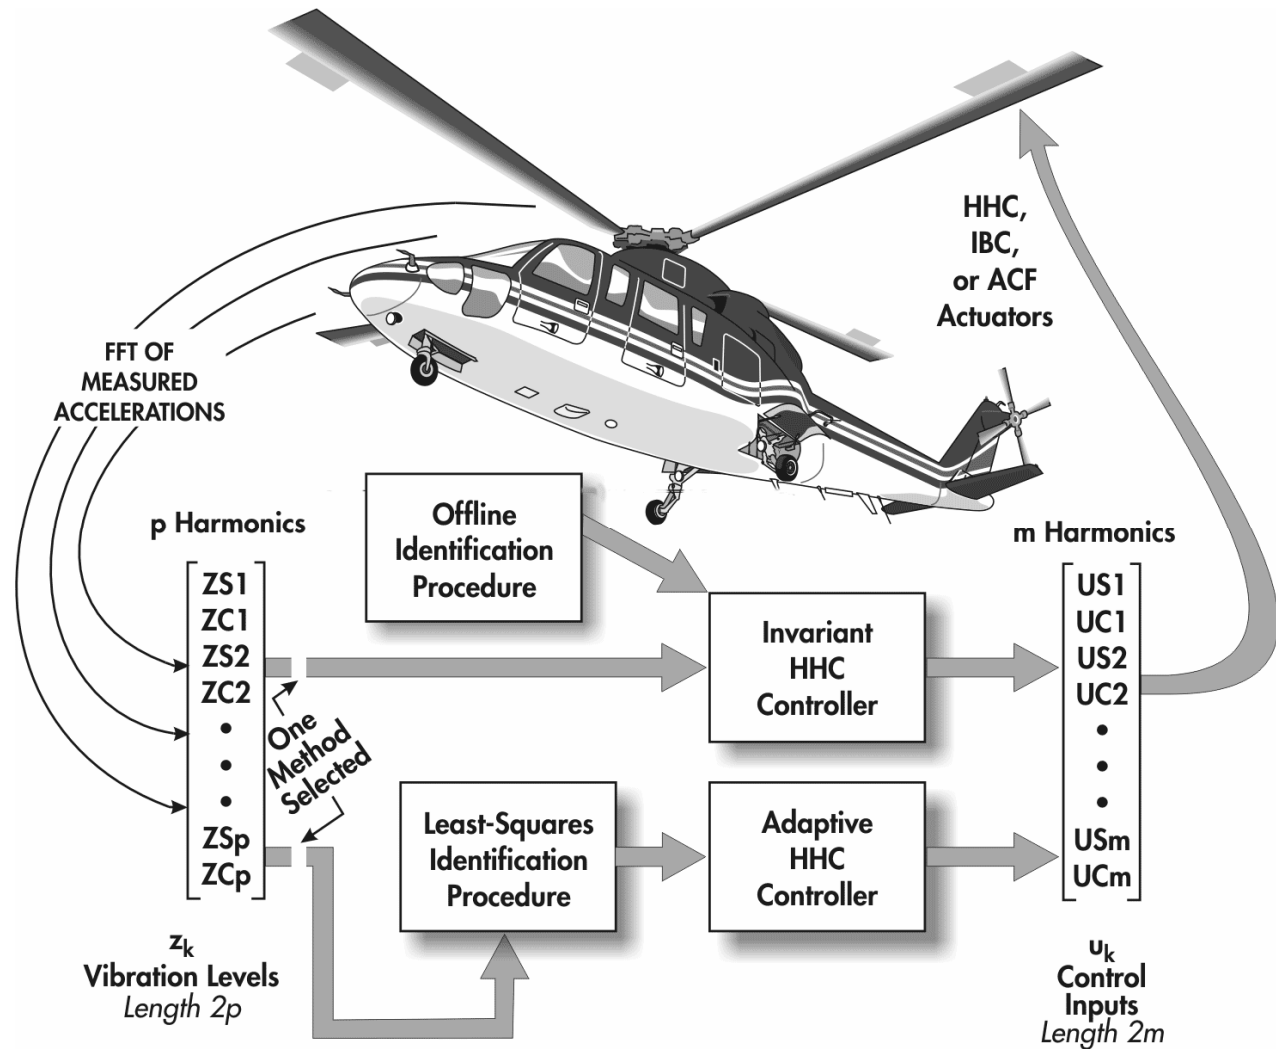 HHC,
IBC,
or ACF
Actuators
FFT OF
MEASURED
ACCELERATIONS
p Harmonics
ZS1
ZC1
ZS2
ZC2
•
•
•
ZSp
ZCp
zk
Vibration Levels
Length 2p
One
Method
Selected
Offline
Identification
Procedure
Least-Squares
Identification
Procedure
Invariant
HHC
Controller
Adaptive
HHC
Controller
m Harmonics
US1
UC1
US2
UC2
•
•
•
USm
UCm
uk
Control
Inputs
Length 2m